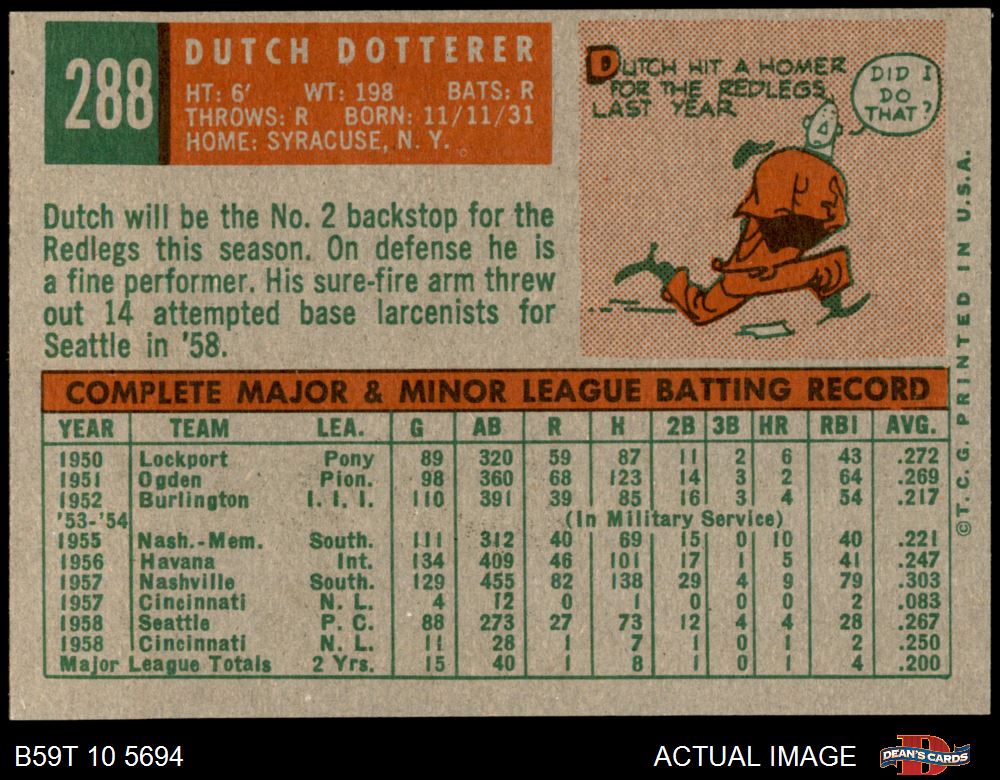 288
DUTCH DOTTERER
HT: 6' WT: 198 BATS: R
THROWS: R BORN: 11/11/31
HOME: SYRACUSE, N. Y.
DUTCH HIT A HOMER
FOR THE REDLEGS
LAST YEAR
DID I
DO
THAT?
Dutch will be the No. 2 backstop for the
Redlegs this season. On defense he is
a fine performer. His sure-fire arm threw
out 14 attempted base larcenists for
Seattle in '58.
COMPLETE MAJOR & MINOR LEAGUE BATTING RECORD
YEAR TEAM LEA. G AB R H 2B 3B HR RBI AVG.
1950 Lockport Pony 89 320 59 87 11 2 6 43 .272
1951 Ogden Pion. 98 360 68 123 14 3 2 64 .269
1952 Burlington I. I. I. 110 391 39 85 16 3 4 54 .217
'53-'54 (In Military Service)
1955 Nash.-Mem. South. 111 312 40 69 15 0 10 40 .221
1956 Havana Int. 134 409 46 101 17 1 5 41 .247
1957 Nashville South. 129 455 82 138 29 4 9 79 .303
1957 Cincinnati N. L. 4 12 0 1 0 0 0 2 .083
1958 Seattle P. C. 88 273 27 73 12 4 4 28 .267
1958 Cincinnati N. L. 11 28 1 7 1 0 1 2 .250
Major League Totals 2 Yrs. 15 40 1 8 1 0 1 4 .200
©T.C.G. PRINTED IN U.S.A.
B59T 10 5694
ACTUAL IMAGE
DEAN'S CARDS